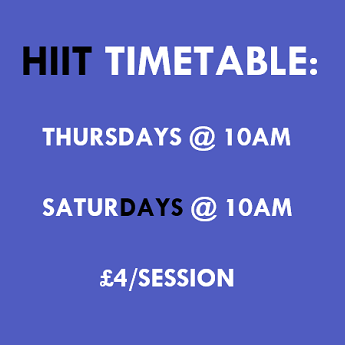 HIIT TIMETABLE:
THURSDAYS @ 10AM
SATURDAYS @ 10AM
£4/SESSION